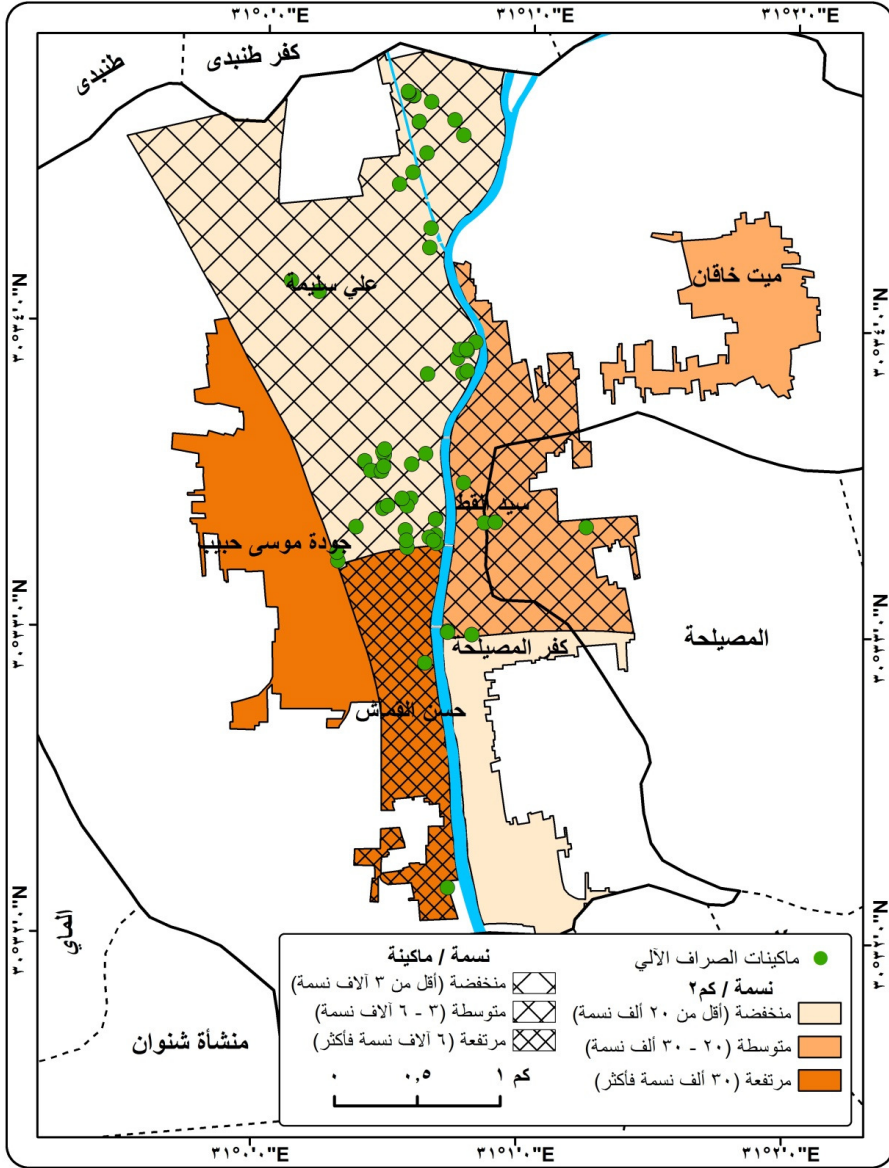 ٣١°٠'٠"E
٣١°١'٠"E
٣١°٢'٠"E
طنبدى
كفر طنبدى
ميت خاقان
علي سليمة
٣٠°٣٤'٠"N
٣٠°٣٤'٠"N
سيد القط
جودة موسى حبيب
٣٠°٣٣'٠"N
٣٠°٣٣'٠"N
كفر المصيلحة
المصيلحة
حسن القماش
٣٠°٣٢'٠"N
٣٠°٣٢'٠"N
الماي
منشأة شنوان
ماكينات الصراف الآلي
نسمة / كم٢
منخفضة (أقل من ٢٠ ألف نسمة)
متوسطة (٢٠ - ٣٠ ألف نسمة)
مرتفعة (٣٠ ألف نسمة فأكثر)
نسمة / ماكينة
منخفضة (أقل من ٣ آلاف نسمة)
متوسطة (٣ - ٦ آلاف نسمة)
مرتفعة (٦ آلاف نسمة فأكثر)
٠ ٠,٥ ١ كم
٣١°٠'٠"E
٣١°١'٠"E
٣١°٢'٠"E